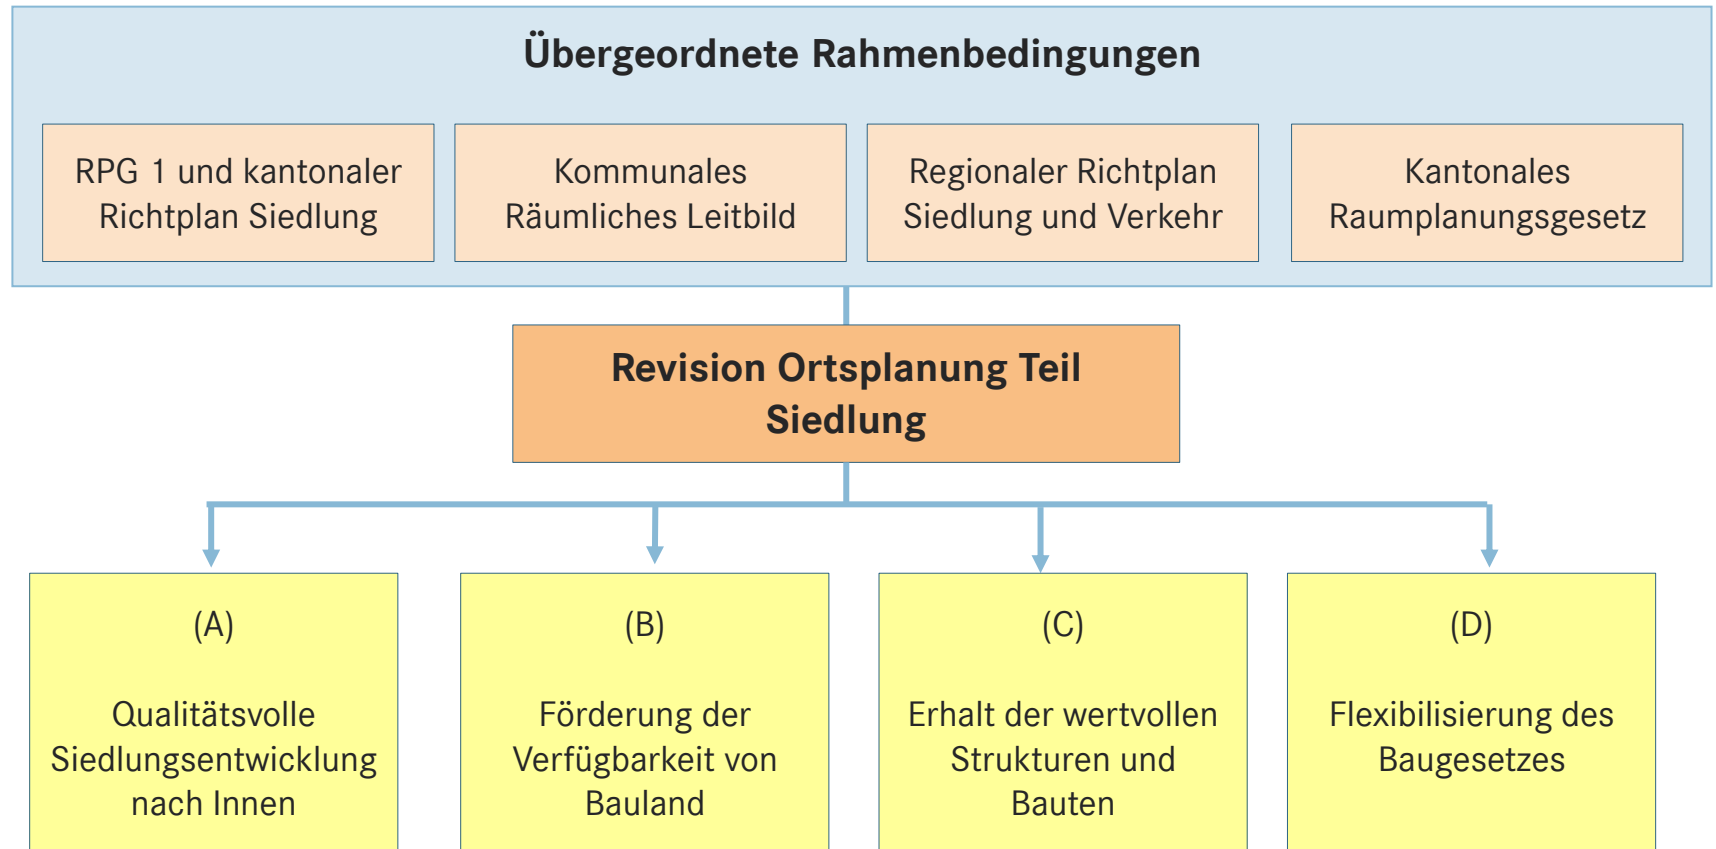 Übergeordnete Rahmenbedingungen
RPG 1 und kantonaler
Richtplan Siedlung
Kommunales
Räumliches Leitbild
Regionaler Richtplan
Siedlung und Verkehr
Kantonales
Raumplanungsgesetz
Revision Ortsplanung Teil
Siedlung
(A)
Qualitätsvolle
Siedlungsentwicklung
nach Innen
(B)
Förderung der
Verfügbarkeit von
Bauland
(C)
Erhalt der wertvollen
Strukturen und
Bauten
(D)
Flexibilisierung des
Baugesetzes